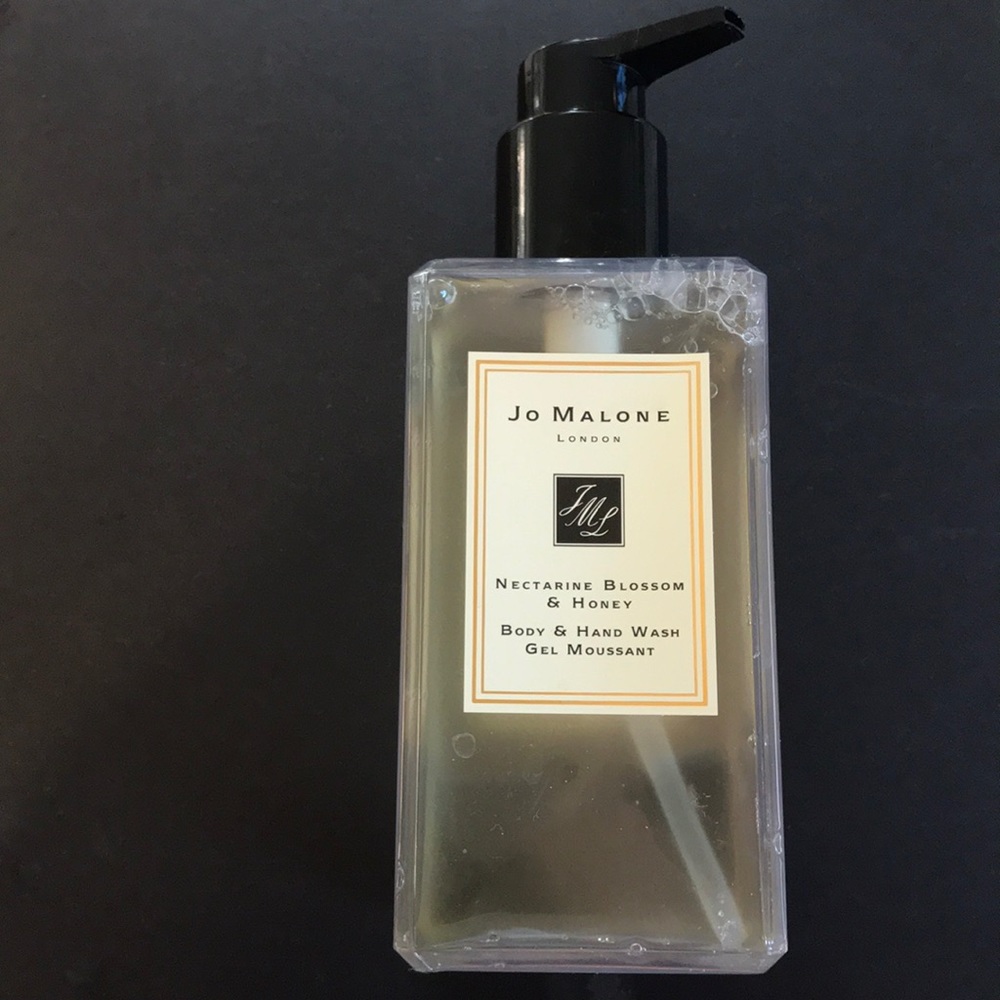 Jo Malone
London
JML
Nectarine Blossom
& Honey
Body & Hand Wash
Gel Moussant